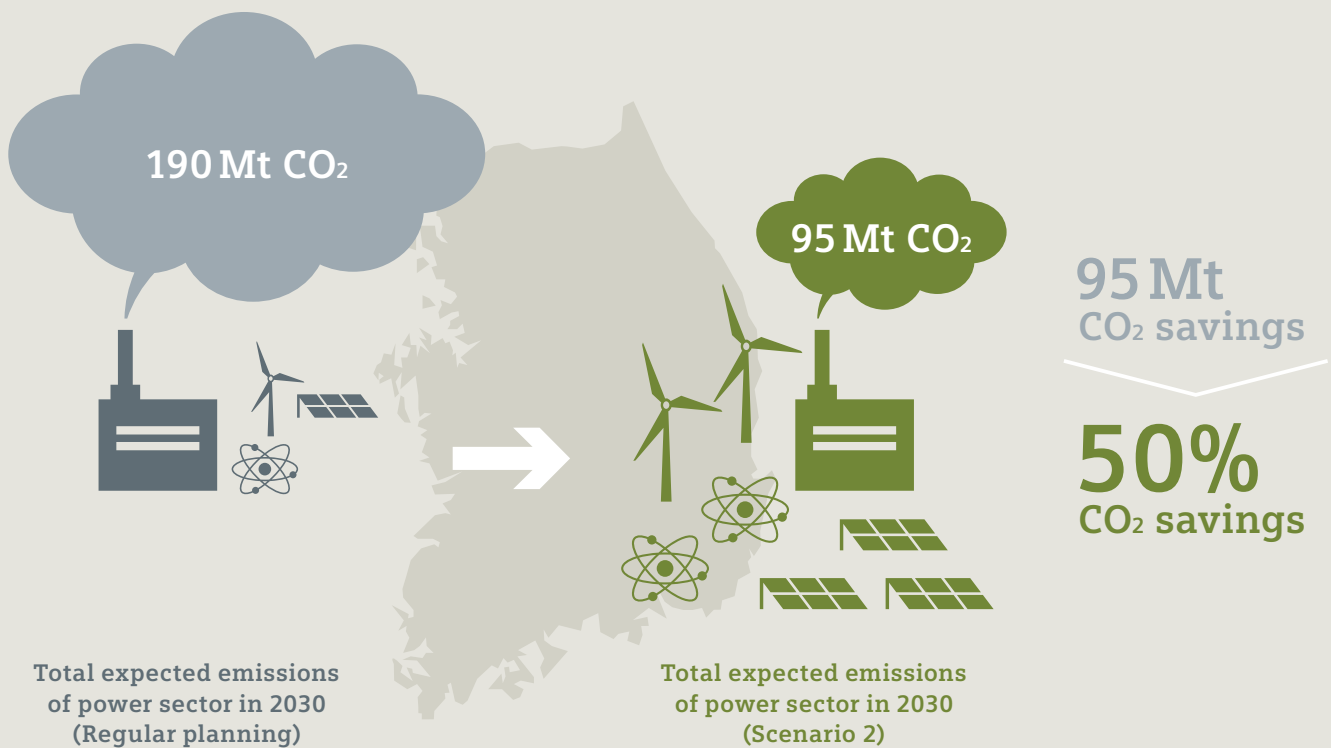 190 Mt CO₂
95 Mt CO₂
95 Mt
CO₂ savings
50%
CO₂ savings
Total expected emissions
of power sector in 2030
(Regular planning)
Total expected emissions
of power sector in 2030
(Scenario 2)